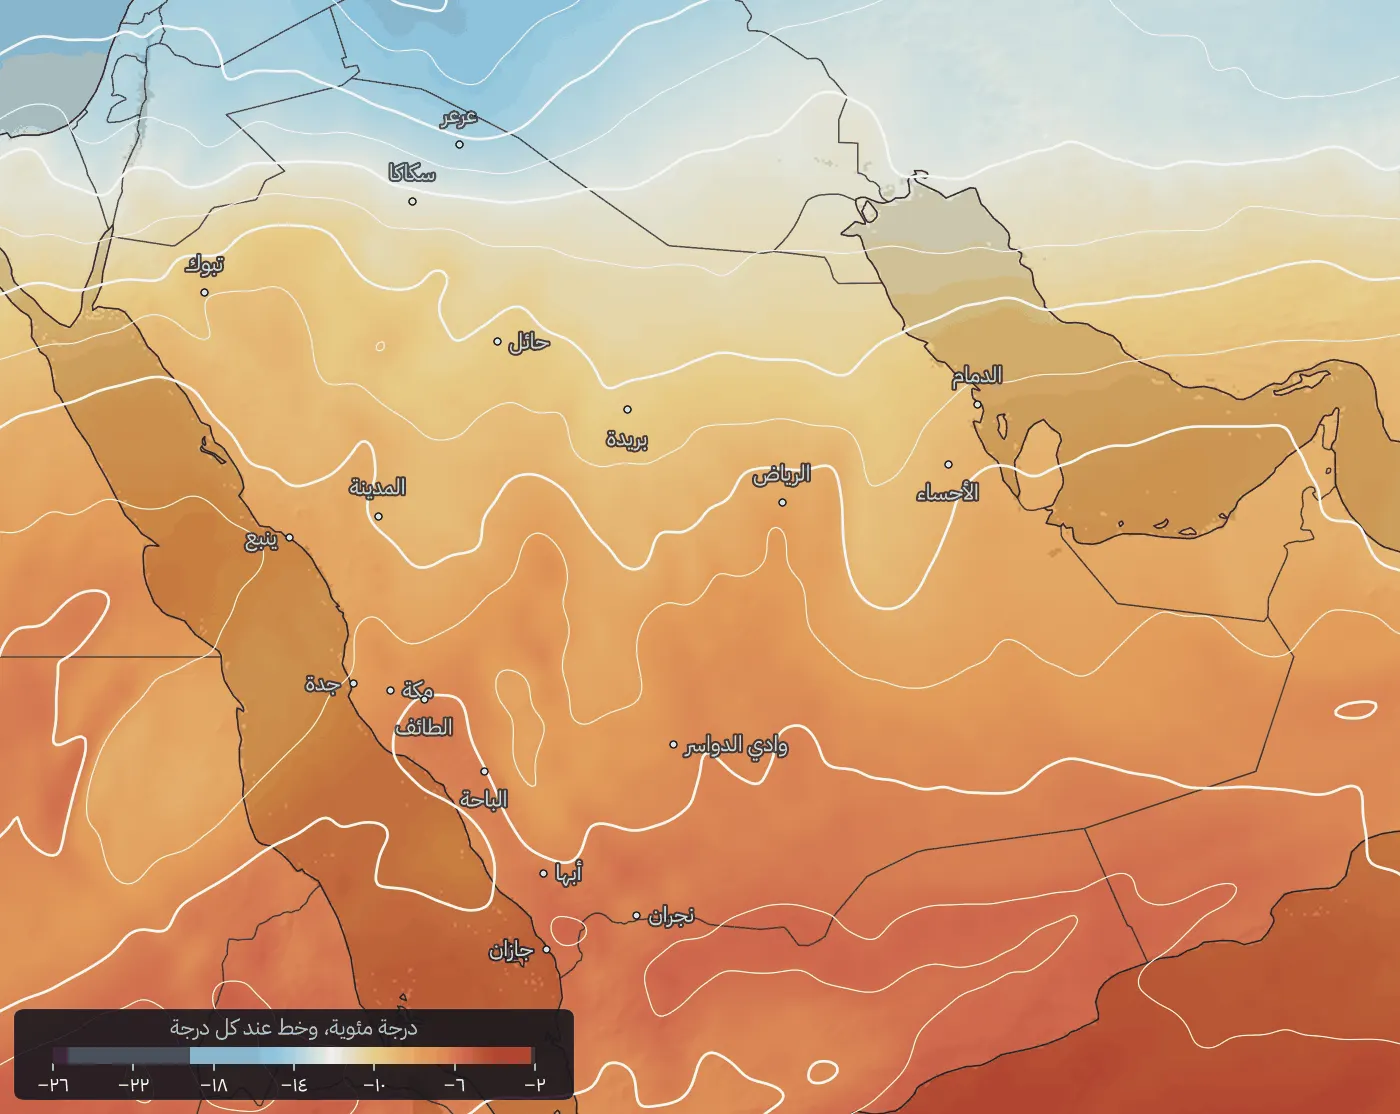 عرعر
سكاكا
تبوك
حائل
الدمام
بريدة
الرياض
المدينة
الأحساء
ينبع
جدة
مكة
الطائف
وادي الدواسر
الباحة
أبها
نجران
جازان
درجة مئوية، وخط عند كل درجة
−٢٦ −٢٢ −١٨ −١٤ −١٠ −٦ −٢